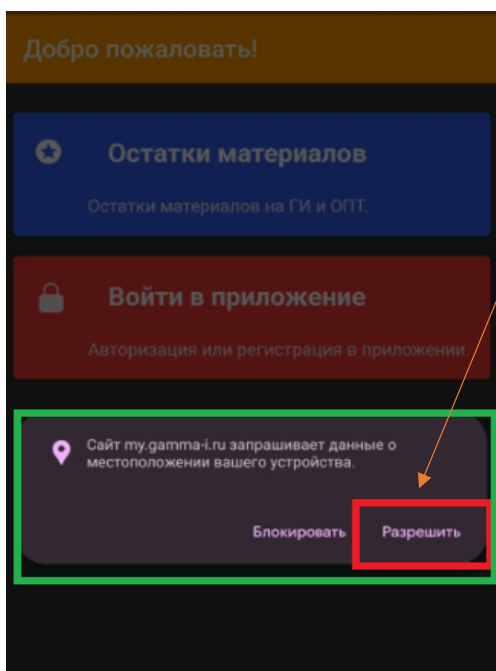 Добро пожаловать!
Остатки материалов
Остатки материалов на ГИ и ОПТ.
Войти в приложение
Авторизация или регистрация в приложении.
Сайт my.gamma-i.ru запрашивает данные о
местоположении вашего устройства.
Блокировать Разрешить